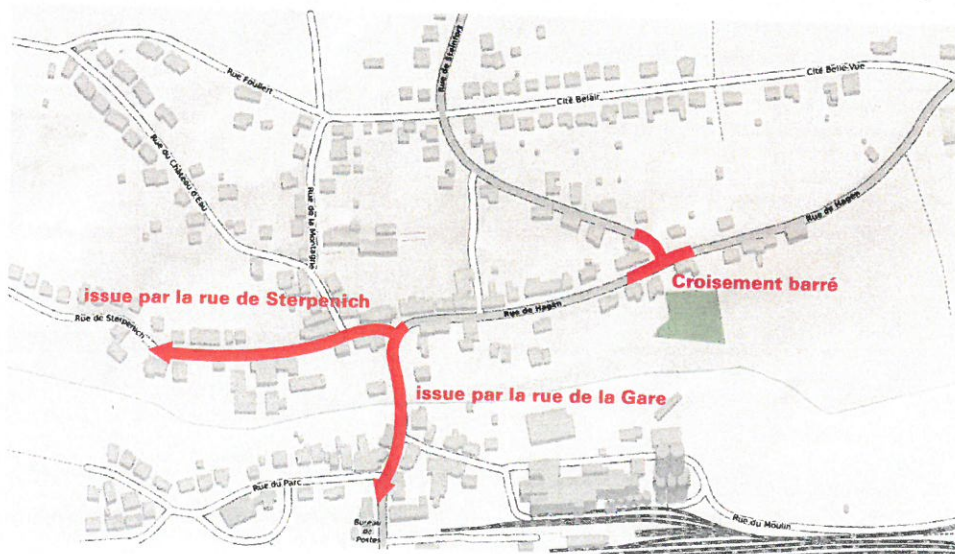 Rue de Steinfort
Cité Belle-Vue
Rue Foubert
Cité Belair
Rue du Château d'Eau
Rue de la Montagne
Rue de Hagen
Croisement barré
issue par la rue de Sterpenich
Rue de Hagen
Rue de Sterpenich
issue par la rue de la Gare
Rue du Parc
Bureau
de
Postes
Rue du Moulin